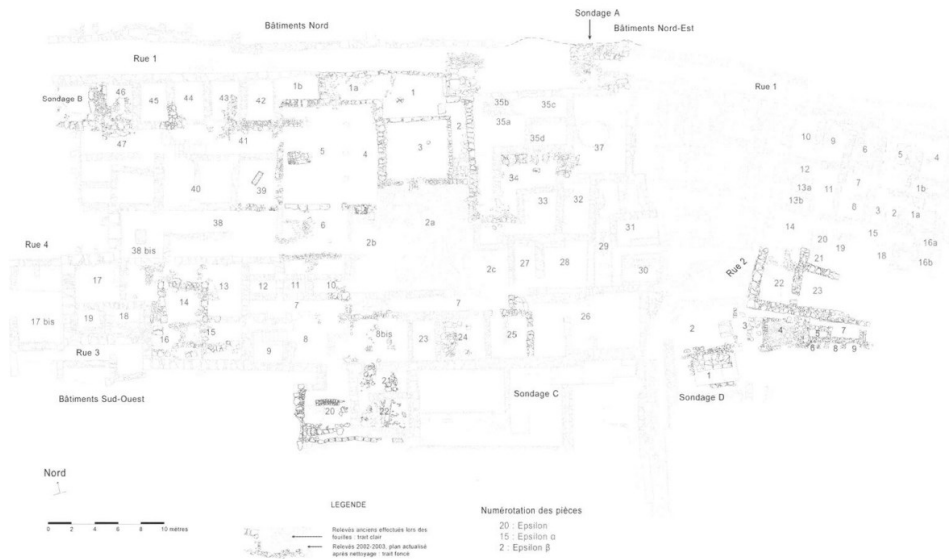 Sondage A
Bâtiments Nord
Bâtiments Nord-Est
Rue 1
Rue 1
Sondage B
46 45 44 43 42 1b 1a 1
35b 35c
47 41 5 4 3 2
35a 35d 37
10 9 6 5 4
40 39 34
12 7
13a 11 1b
13b 8 3 2 1a
33 32
38 6 2a
31
14 15 16a
38 bis 2b 29
20 19
Rue 4
21 18 16b
17 2c 27 28 30
Rue 2
22 23
10 14 13 12 11 10
7 7
17 bis 19 18 26
16 15 8 8bis 23 24 25
2 3 4 5 7
9
6 8 9
Rue 3
1
21
Bâtiments Sud-Ouest
Sondage C
Sondage D
20 22
Nord
LEGENDE
Numérotation des pièces
0 2 4 6 8 10 mètres
20 : Epsilon
Relevés anciens effectués lors des
fouilles : trait clair
15 : Epsilon α
Relevés 2002-2003, plan actualisé
après nettoyage : trait foncé
2 : Epsilon β